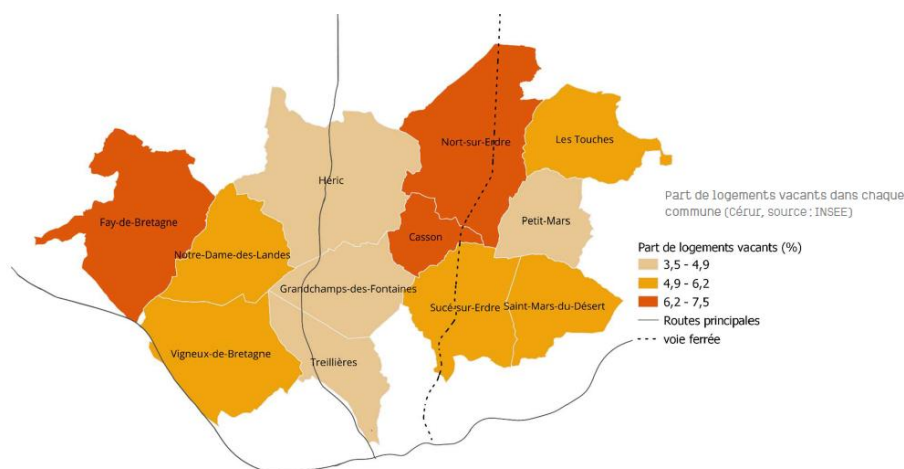 Nort-sur-Erdre
Les Touches
Héric
Fay-de-Bretagne
Petit-Mars
Casson
Notre-Dame-des-Landes
Grandchamps-des-Fontaines
Sucé-sur-Erdre
Saint-Mars-du-Désert
Vigneux-de-Bretagne
Treillières
Part de logements vacants dans chaque
commune (Cérur, source : INSEE)
Part de logements vacants (%)
3,5 - 4,9
4,9 - 6,2
6,2 - 7,5
Routes principales
voie ferrée